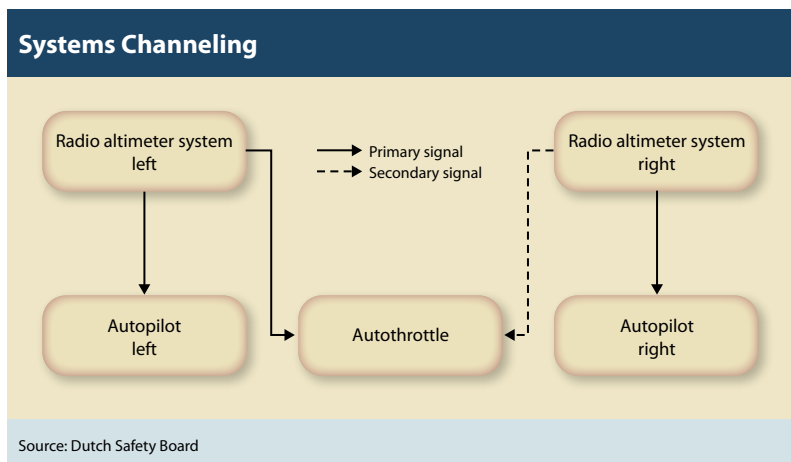 Systems Channeling
Radio altimeter system
left
Primary signal
Secondary signal
Radio altimeter system
right
Autopilot
left
Autothrottle
Autopilot
right
Source: Dutch Safety Board